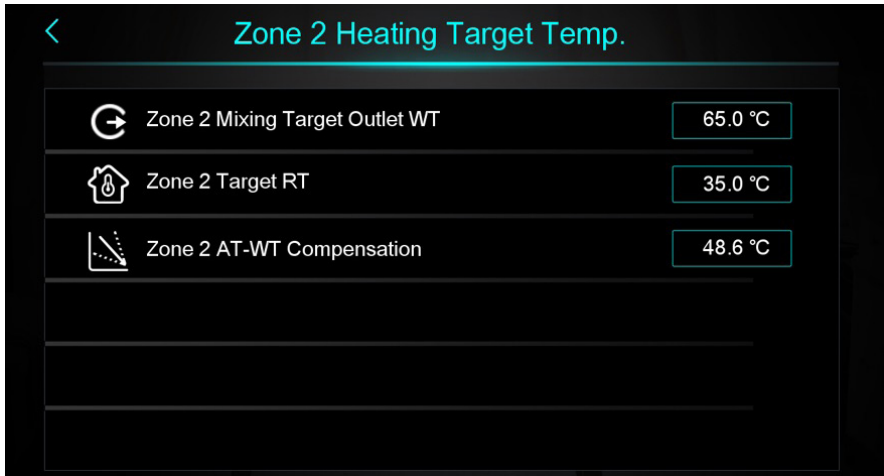 Zone 2 Heating Target Temp.
Zone 2 Mixing Target Outlet WT 65.0 ℃
Zone 2 Target RT 35.0 ℃
Zone 2 AT-WT Compensation 48.6 ℃